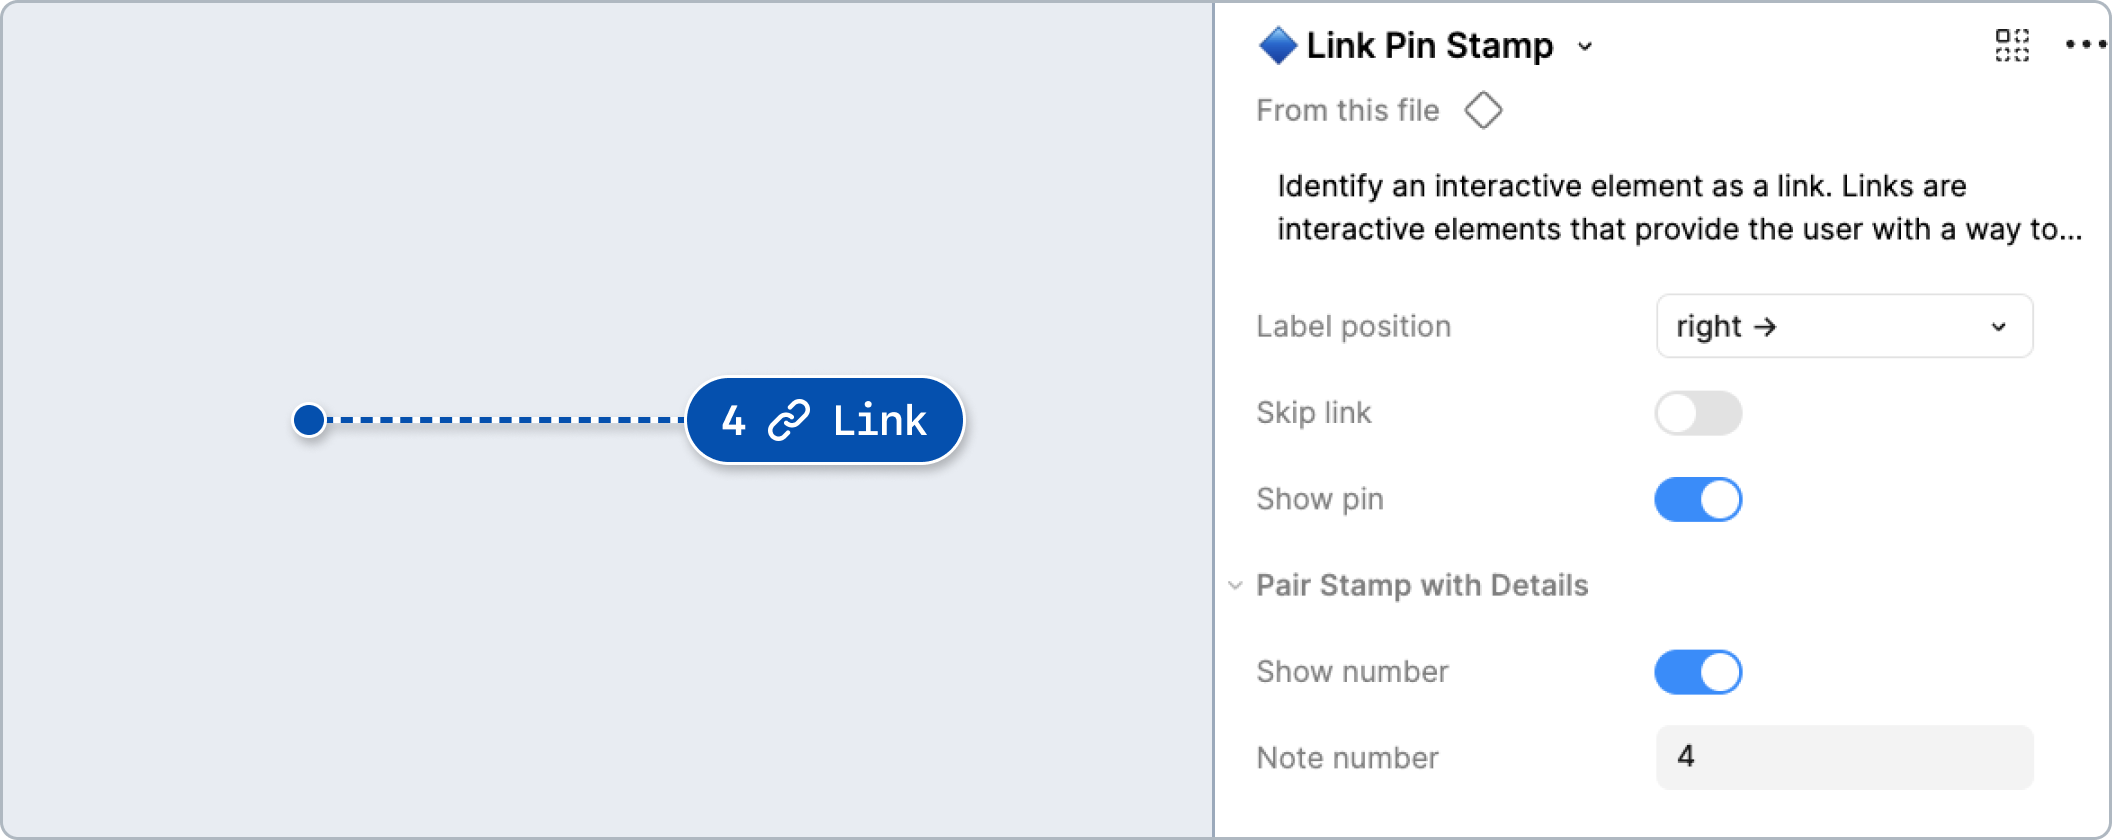 4 Link
Link Pin Stamp
From this file
Identify an interactive element as a link. Links are
interactive elements that provide the user with a way to...
Label position
right →
Skip link
Show pin
Pair Stamp with Details
Show number
Note number
4